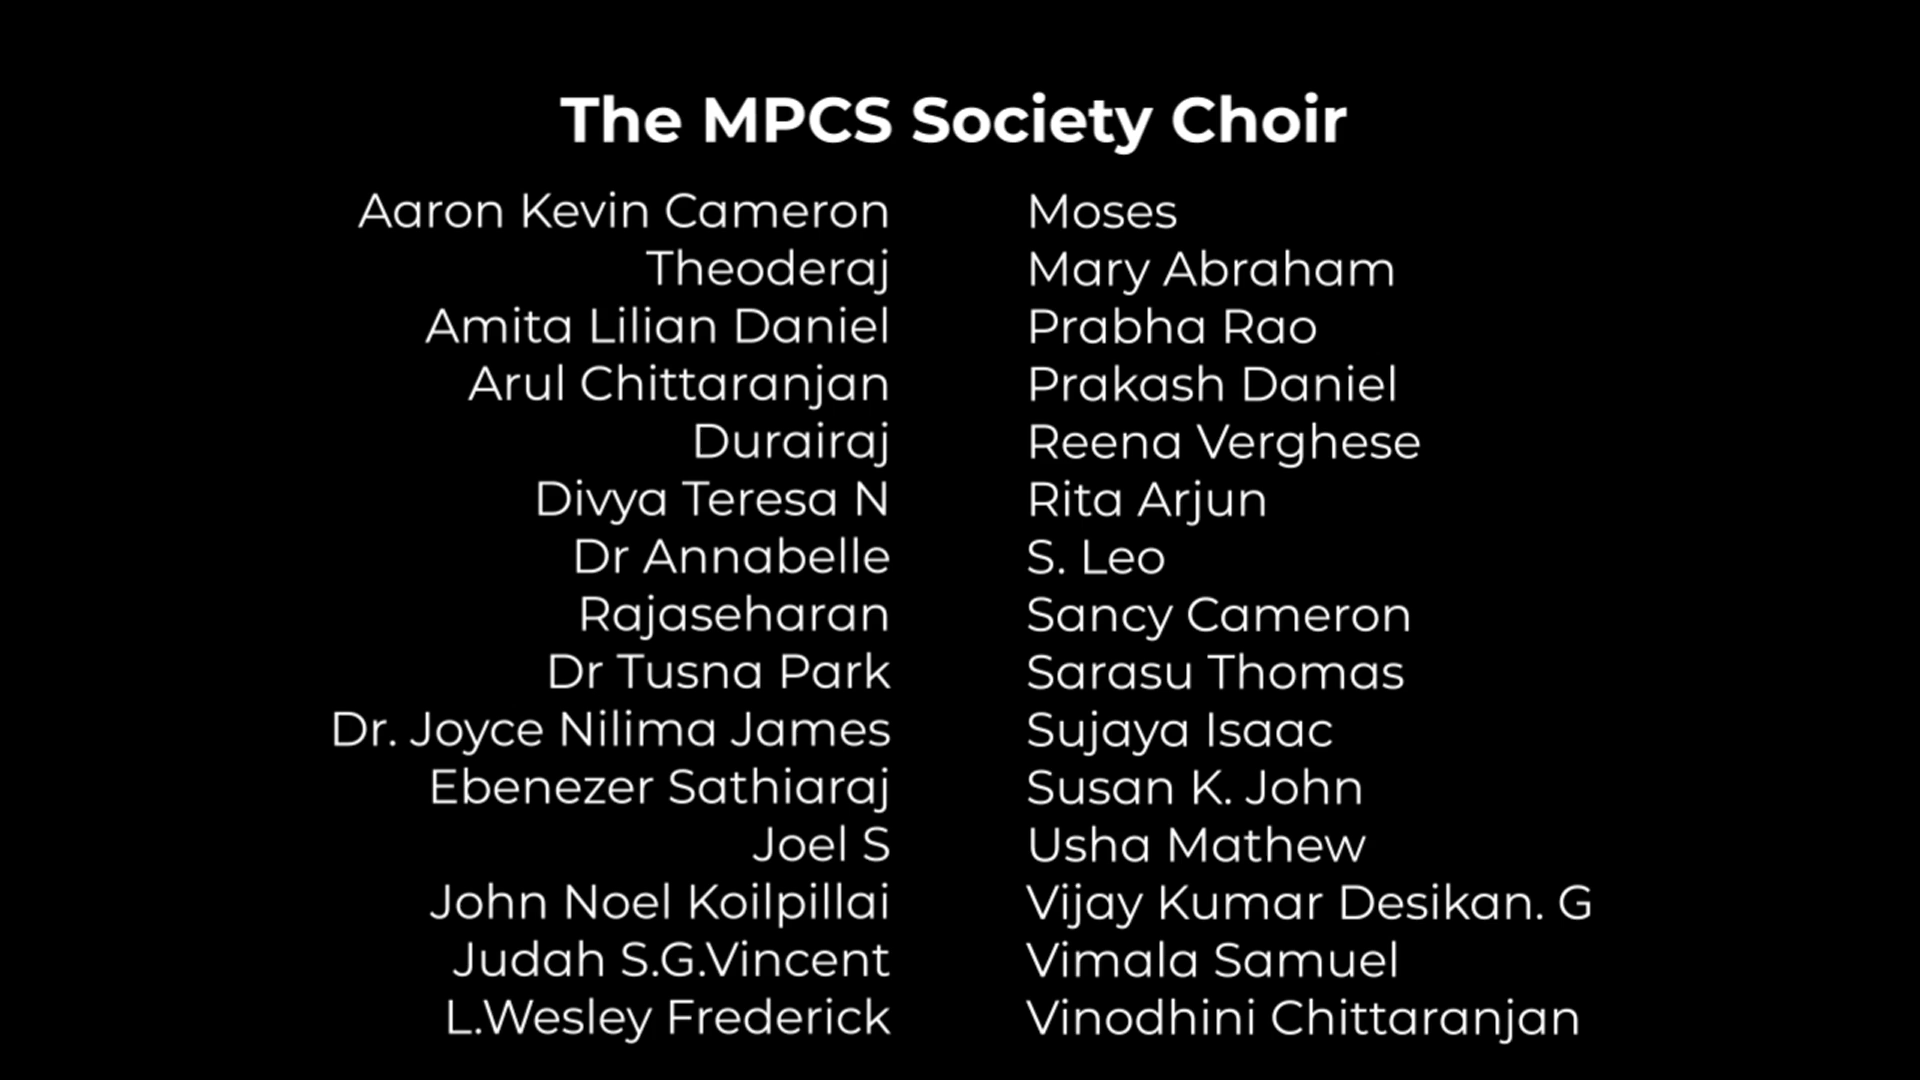 The MPCS Society Choir
Aaron Kevin Cameron
Theoderaj
Amita Lilian Daniel
Arul Chittaranjan
Durairaj
Divya Teresa N
Dr Annabelle
Rajaseharan
Dr Tusna Park
Dr. Joyce Nilima James
Ebenezer Sathiaraj
Joel S
John Noel Koilpillai
Judah S.G.Vincent
L.Wesley Frederick
Moses
Mary Abraham
Prabha Rao
Prakash Daniel
Reena Verghese
Rita Arjun
S. Leo
Sancy Cameron
Sarasu Thomas
Sujaya Isaac
Susan K. John
Usha Mathew
Vijay Kumar Desikan. G
Vimala Samuel
Vinodhini Chittaranjan